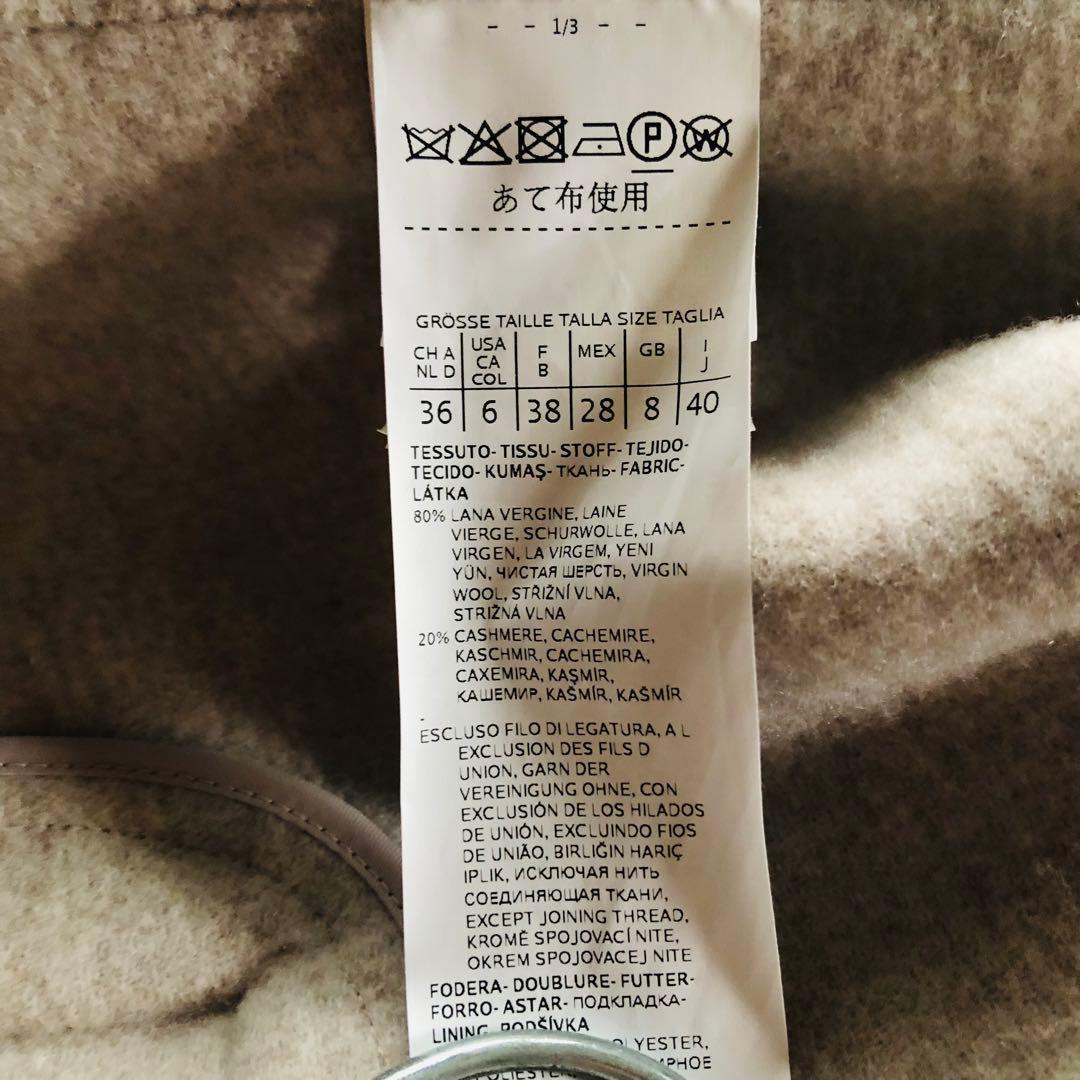 - - 1/3 - -
P W
あて布使用
GRÖSSE TAILLE TALLA SIZE TAGLIA
CH A NL D USA CA COL F B MEX GB I J
36 6 38 28 8 40
TESSUTO- TISSU- STOFF- TEJIDO-
TECIDO- KUMAŞ- ТКАНЬ- FABRIC-
LÁTKA
80% LANA VERGINE, LAINE
VIERGE, SCHURWOLLE, LANA
VIRGEN, LA VIRGEM, YENI
YÜN, ЧИСТАЯ ШЕРСТЬ, VIRGIN
WOOL, STŘIŽNÍ VLNA,
STRIŽNÁ VLNA
20% CASHMERE, CACHEMIRE,
KASCHMIR, CACHEMIRA,
CAXEMIRA, KAŞMIR,
КАШЕМИР, KAŠMÍR, KAŠMÍR
-
ESCLUSO FILO DI LEGATURA, A L
EXCLUSION DES FILS D
UNION, GARN DER
VEREINIGUNG OHNE, CON
EXCLUSIÓN DE LOS HILADOS
DE UNIÓN, EXCLUINDO FIOS
DE UNIÃO, BIRLIĞIN HARIÇ
IPLIK, ИСКЛЮЧАЯ НИТЬ
СОЕДИНЯЮЩАЯ ТКАНИ,
EXCEPT JOINING THREAD,
KROMĚ SPOJOVACÍ NITE,
OKREM SPOJOVACEJ NITE
FODERA- DOUBLURE- FUTTER-
FORRO- ASTAR- ПОДКЛАДКА-
LINING PODŠÍVKA